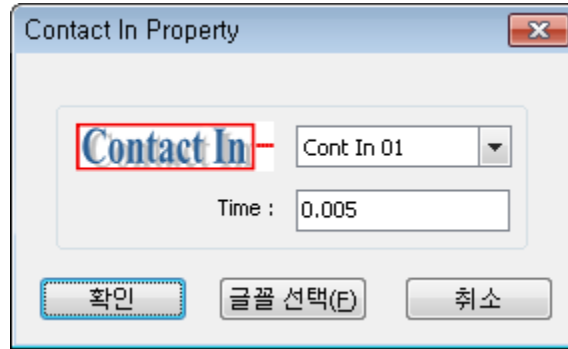 Contact In Property
Contact In
Cont In 01
Time :
0.005
확인
글꼴 선택(F)
취소